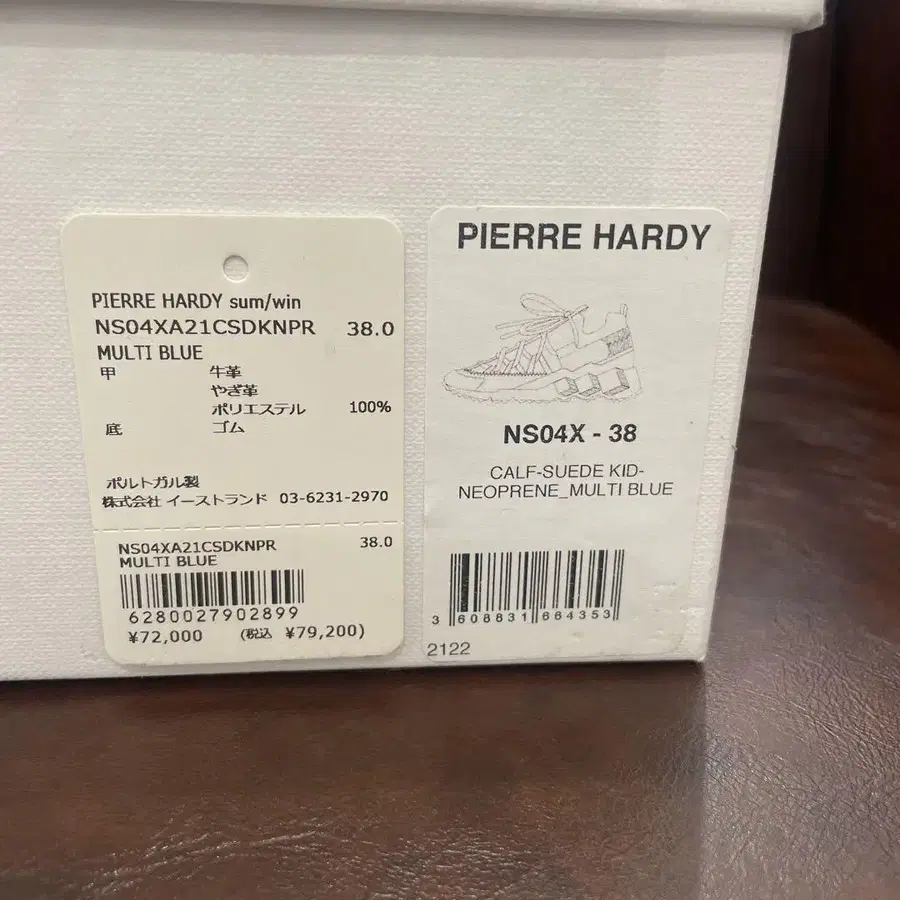 PIERRE HARDY sum/win
NS04XA21CSDKNPR 38.0
MULTI BLUE
甲 牛革
やぎ革
ポリエステル 100%
底 ゴム
ポルトガル製
株式会社 イーストランド 03-6231-2970
NS04XA21CSDKNPR 38.0
MULTI BLUE
6280027902899
¥72,000 (税込 ¥79,200)
PIERRE HARDY
NS04X - 38
CALF-SUEDE KID-
NEOPRENE_MULTI BLUE
3 608831 664353
2122